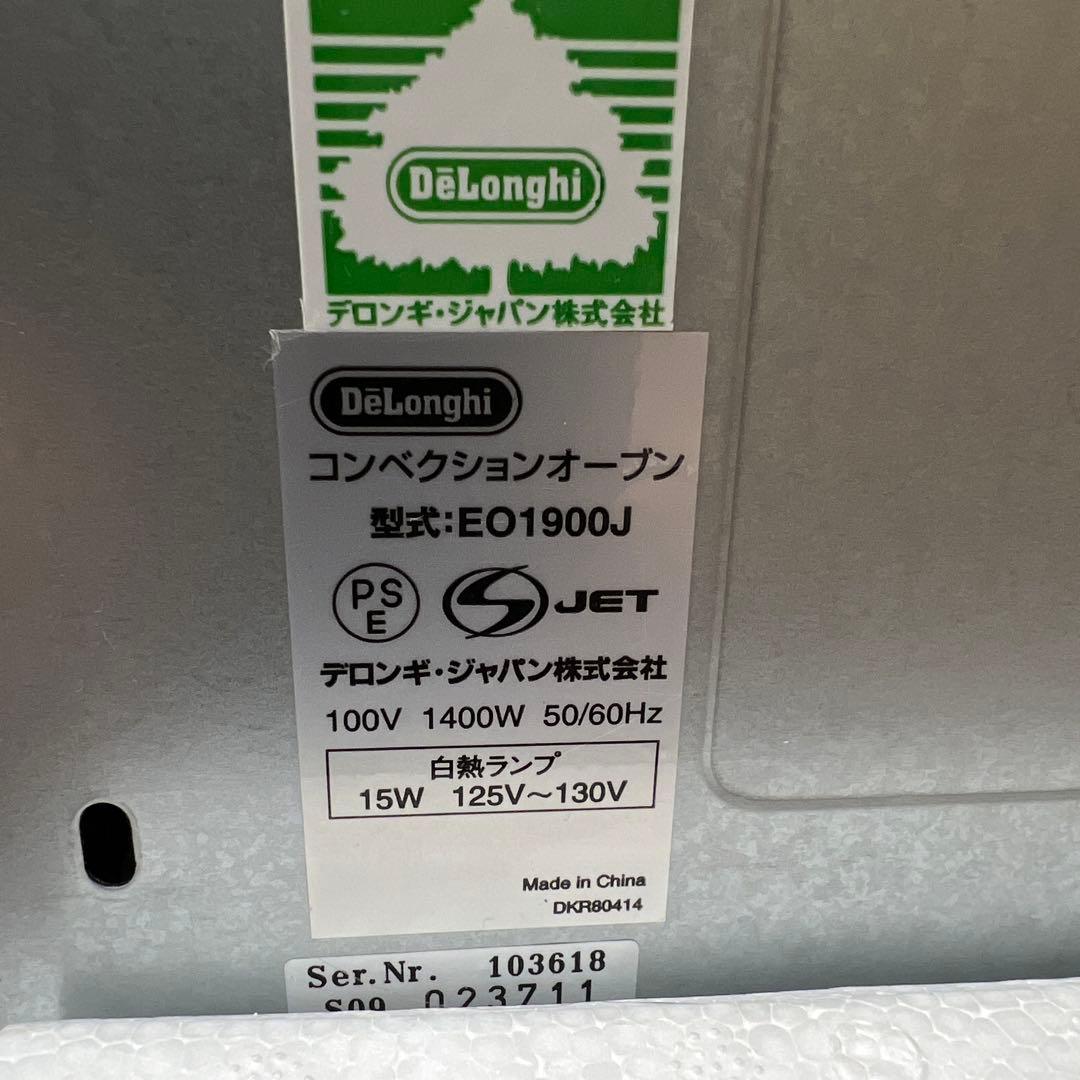 DēLonghi
デロンギ・ジャパン株式会社
DēLonghi
コンベクションオーブン
型式:EO1900J
PSE
JET
デロンギ・ジャパン株式会社
100V 1400W 50/60Hz
白熱ランプ
15W 125V～130V
Made in China
DKR80414
Ser.Nr. 103618
S09 023711